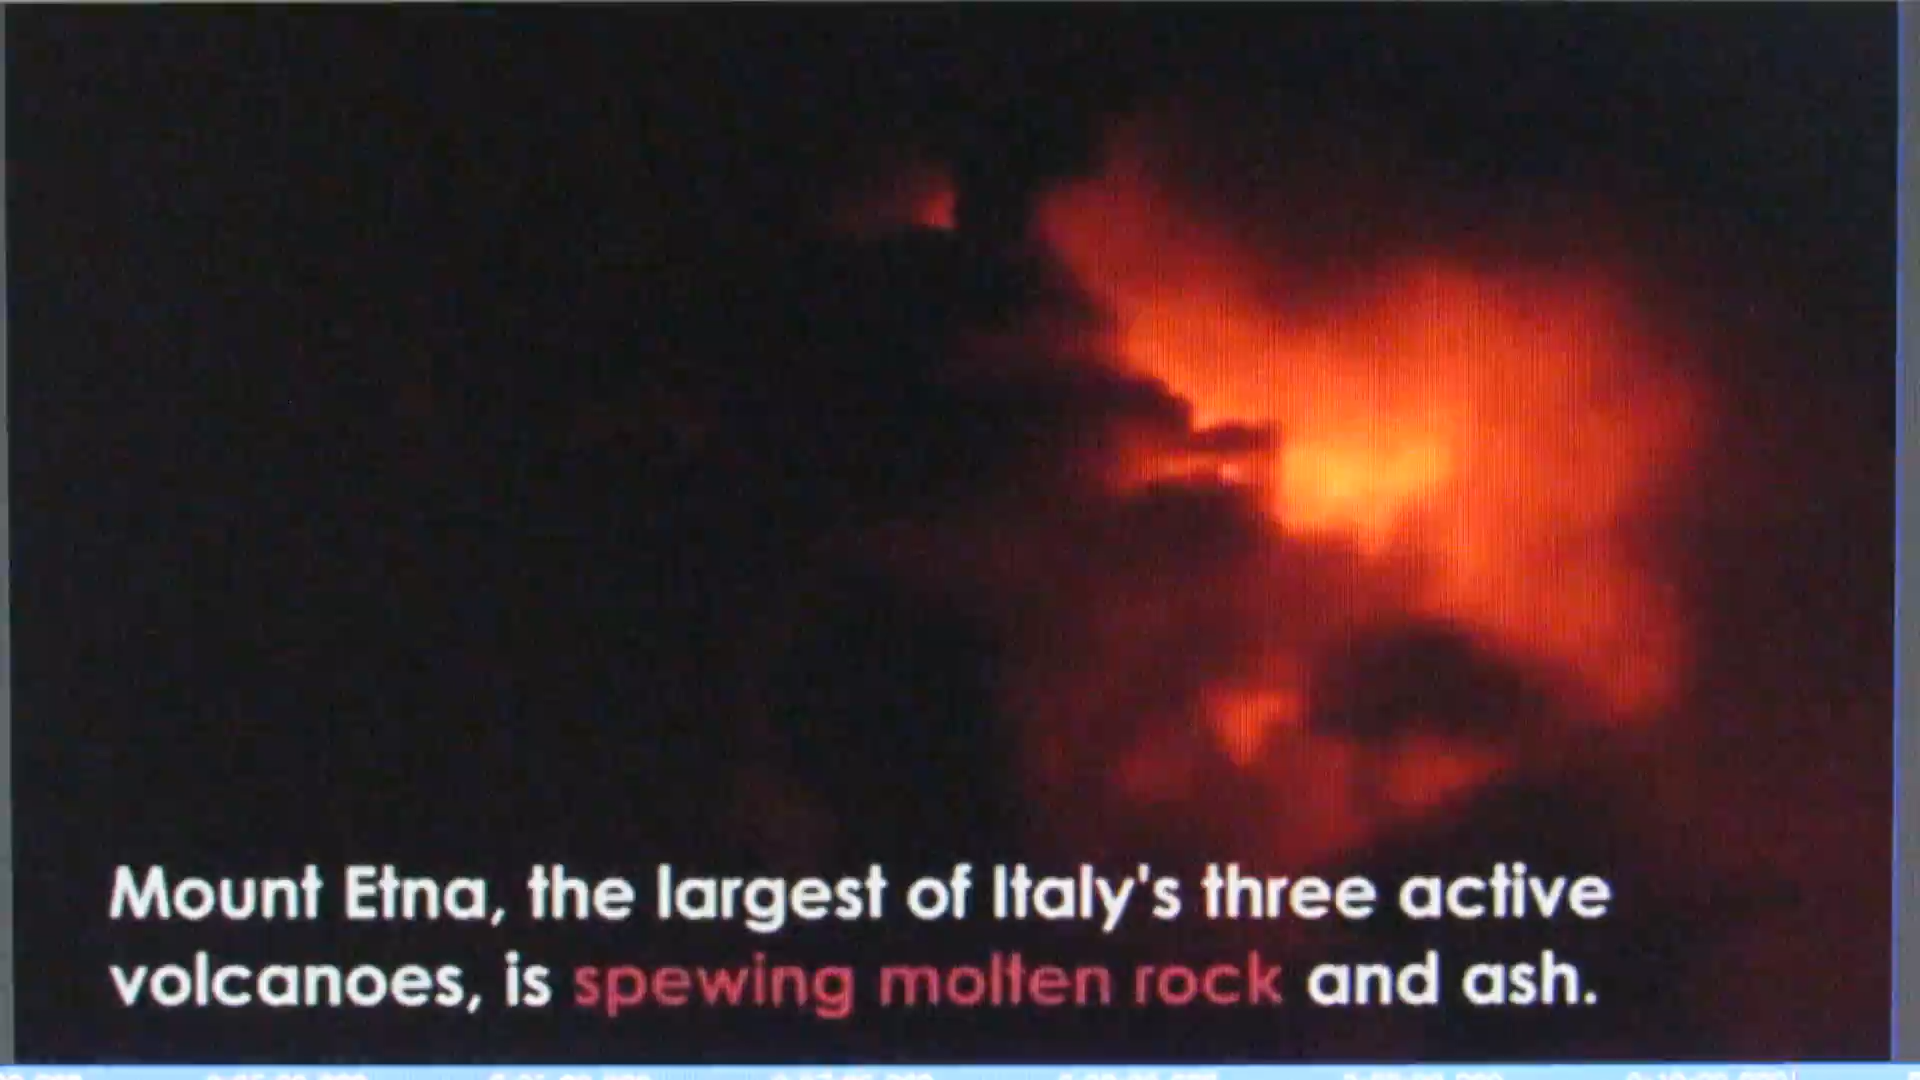 Mount Etna, the largest of Italy's three active
volcanoes, is spewing molten rock and ash.